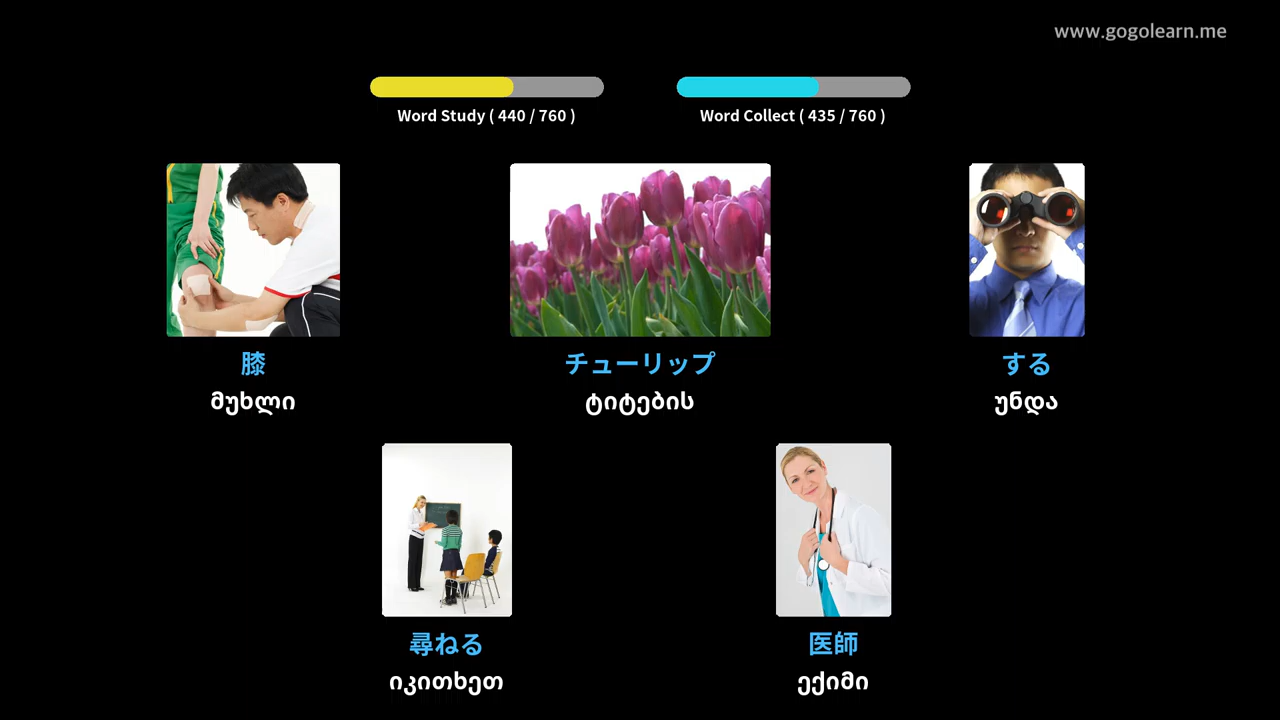 www.gogolearn.me
Word Study ( 440 / 760 )
Word Collect ( 435 / 760 )
膝
მუხლი
チューリップ
ტიტების
する
უნდა
尋ねる
იკითხეთ
医師
ექიმი